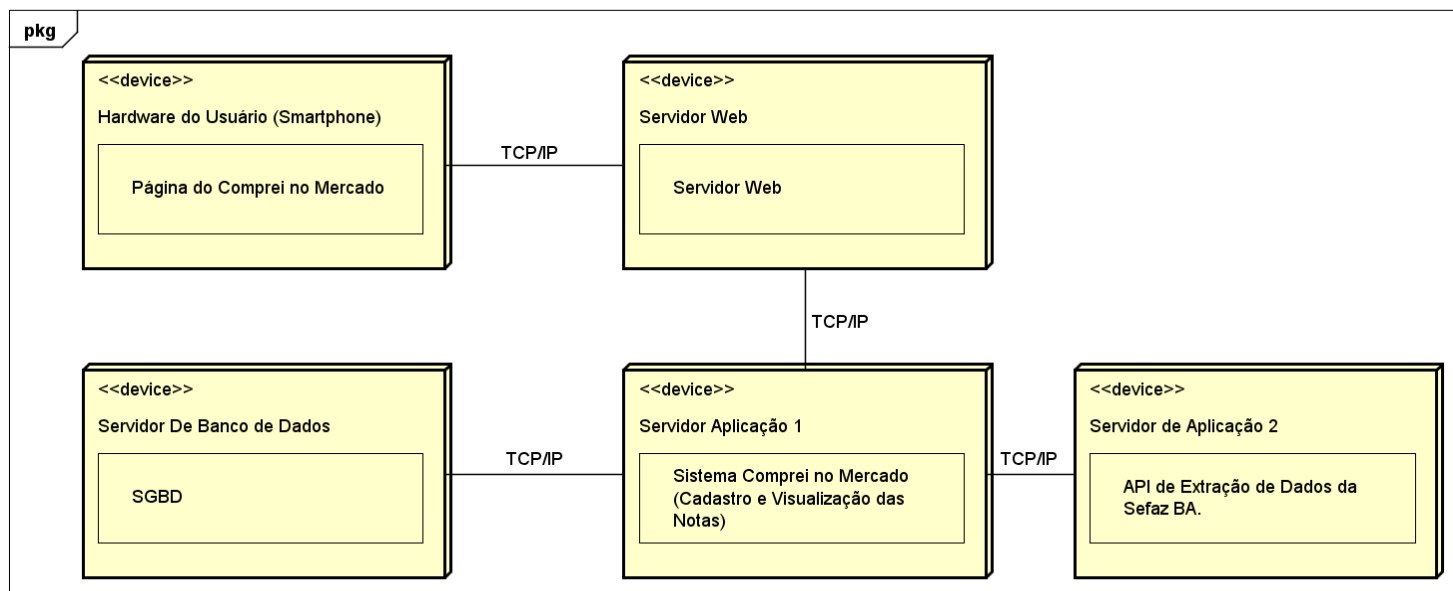 pkg
<<device>>
Hardware do Usuário (Smartphone)
Página do Comprei no Mercado
TCP/IP
<<device>>
Servidor Web
Servidor Web
TCP/IP
<<device>>
Servidor De Banco de Dados
SGBD
TCP/IP
<<device>>
Servidor Aplicação 1
Sistema Comprei no Mercado
(Cadastro e Visualização das
Notas)
TCP/IP
<<device>>
Servidor de Aplicação 2
API de Extração de Dados da
Sefaz BA.